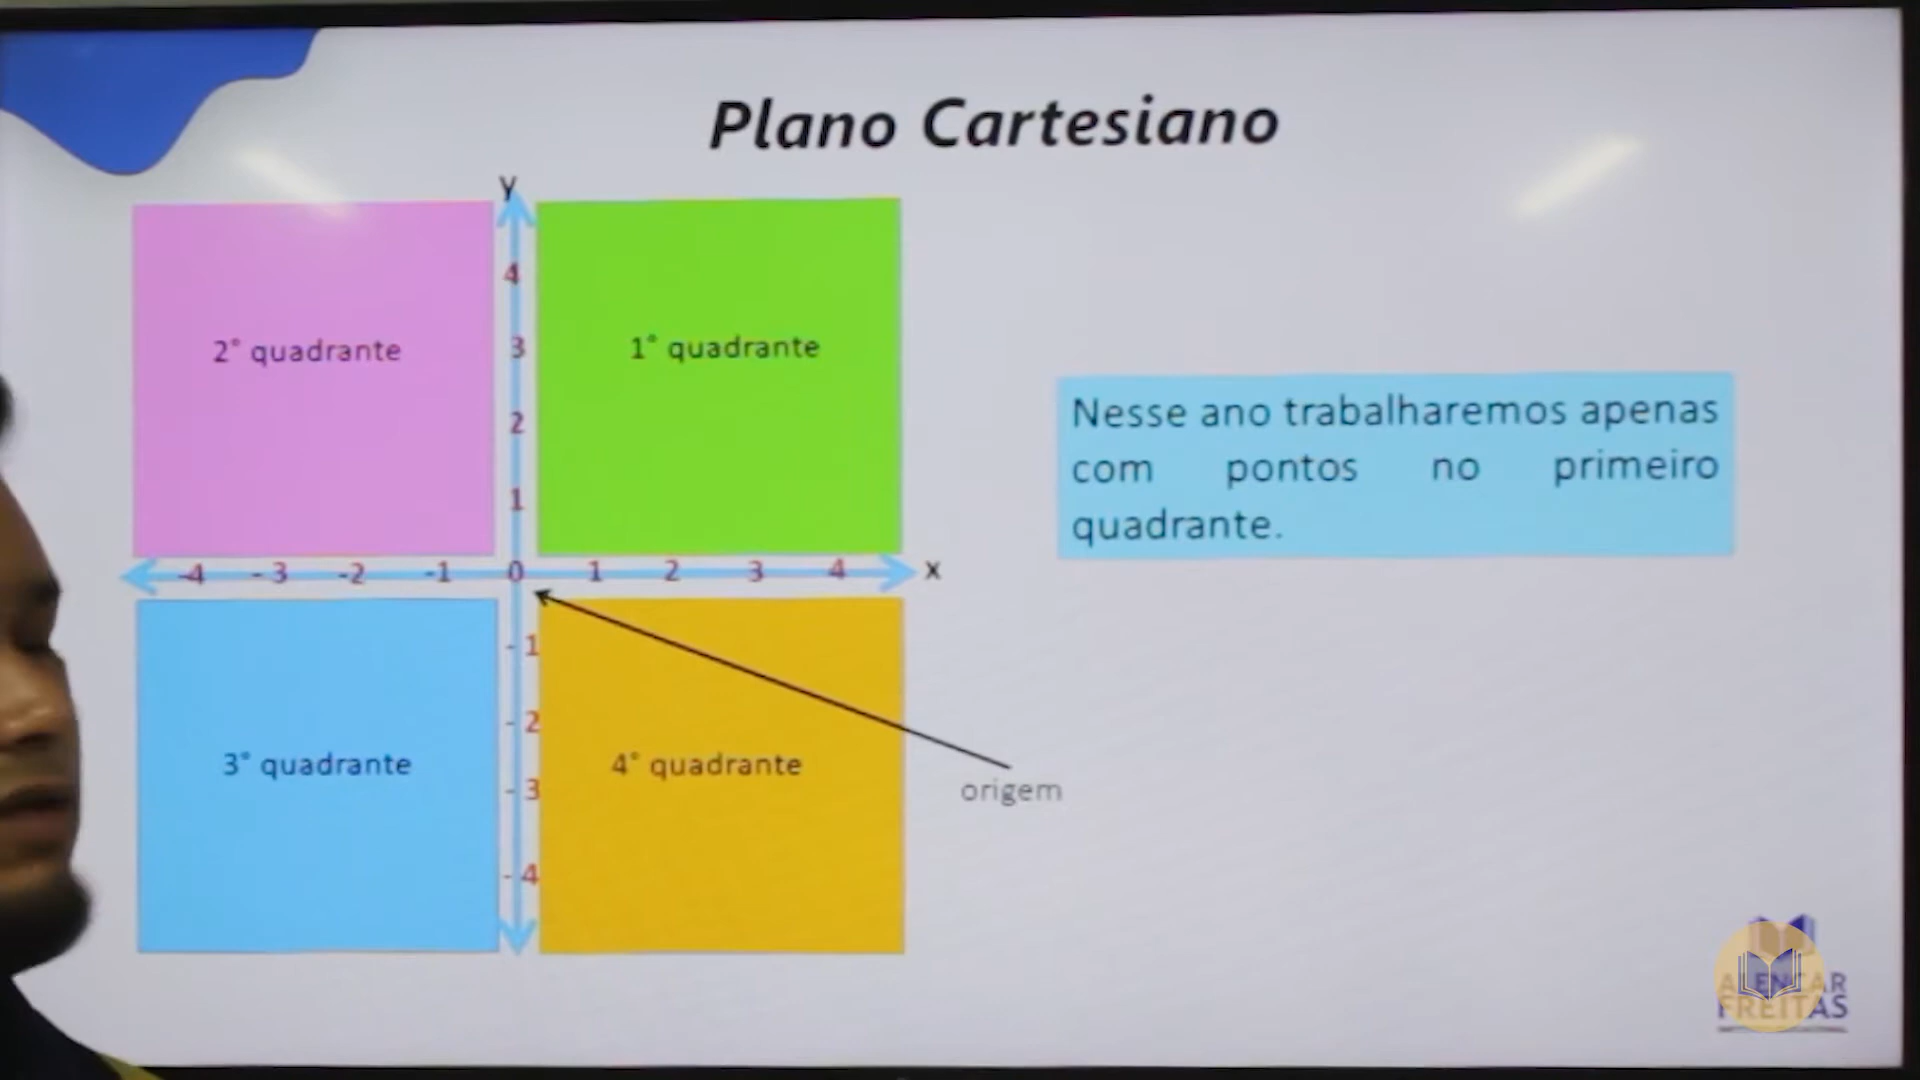 Plano Cartesiano
y
4
2° quadrante
1° quadrante
3
2
1
-4 -3 -2 -1 0 1 2 3 4 x
- 1
- 2
3° quadrante
4° quadrante
- 3
- 4
origem
Nesse ano trabalharemos apenas
com pontos no primeiro
quadrante.
ALENCAR
FREITAS